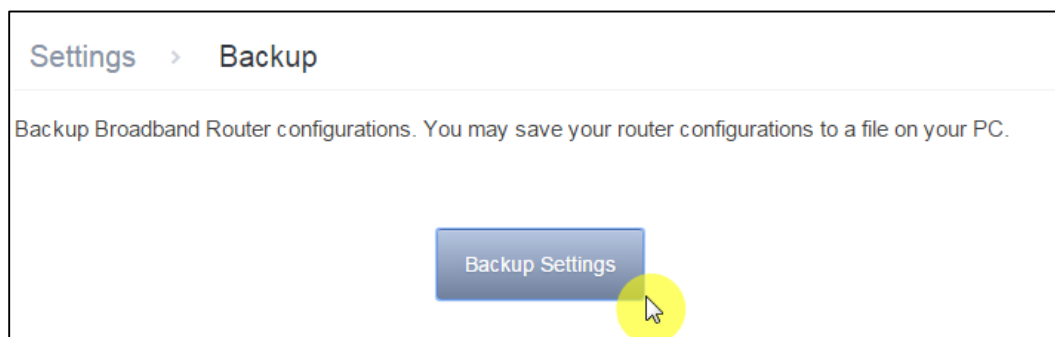 Settings > Backup
Backup Broadband Router configurations. You may save your router configurations to a file on your PC.
Backup Settings